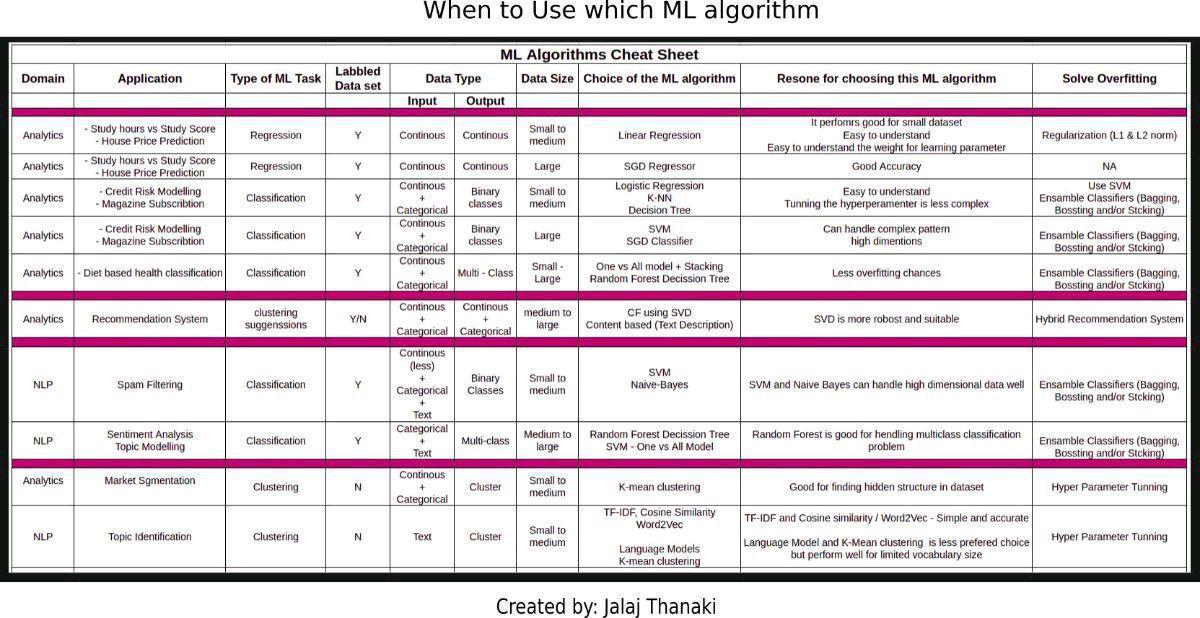 When to Use which ML algorithm
ML Algorithms Cheat Sheet
Domain Application Type of ML Task Labbled Data set Data Type Data Size Choice of the ML algorithm Resone for choosing this ML algorithm Solve Overfitting
Input Output
Analytics - Study hours vs Study Score - House Price Prediction Regression Y Continous Continous Small to medium Linear Regression It perfomrs good for small dataset Easy to understand Easy to understand the weight for learning parameter Regularization (L1 & L2 norm)
Analytics - Study hours vs Study Score - House Price Prediction Regression Y Continous Continous Large SGD Regressor Good Accuracy NA
Analytics - Credit Risk Modelling - Magazine Subscribtion Classification Y Continous + Categorical Binary classes Small to medium Logistic Regression K-NN Decision Tree Easy to understand Tunning the hyperperamenter is less complex Use SVM Ensamble Classifiers (Bagging, Bossting and/or Stcking)
Analytics - Credit Risk Modelling - Magazine Subscribtion Classification Y Continous + Categorical Binary classes Large SVM SGD Classifier Can handle complex pattern high dimentions Ensamble Classifiers (Bagging, Bossting and/or Stcking)
Analytics - Diet based health classification Classification Y Continous + Categorical Multi - Class Small - Large One vs All model + Stacking Random Forest Decission Tree Less overfitting chances Ensamble Classifiers (Bagging, Bossting and/or Stcking)
Analytics Recommendation System clustering suggenssions Y/N Continous + Categorical Continous + Categorical medium to large CF using SVD Content based (Text Description) SVD is more robust and suitable Hybrid Recommendation System
NLP Spam Filtering Classification Y Continous (less) + Categorical + Text Binary Classes Small to medium SVM Naive-Bayes SVM and Naive Bayes can handle high dimensional data well Ensamble Classifiers (Bagging, Bossting and/or Stcking)
NLP Sentiment Analysis Topic Modelling Classification Y Categorical + Text Multi-class Medium to large Random Forest Decission Tree SVM - One vs All Model Random Forest is good for hendling multiclass classification problem Ensamble Classifiers (Bagging, Bossting and/or Stcking)
Analytics Market Sgmentation Clustering N Continous + Categorical Cluster Small to medium K-mean clustering Good for finding hidden structure in dataset Hyper Parameter Tunning
NLP Topic Identification Clustering N Text Cluster Small to medium TF-IDF, Cosine Similarity Word2Vec Language Models K-mean clustering TF-IDF and Cosine similarity / Word2Vec - Simple and accurate Language Model and K-Mean clustering is less prefered choice but perform well for limited vocabulary size Hyper Parameter Tunning
Created by: Jalaj Thanaki